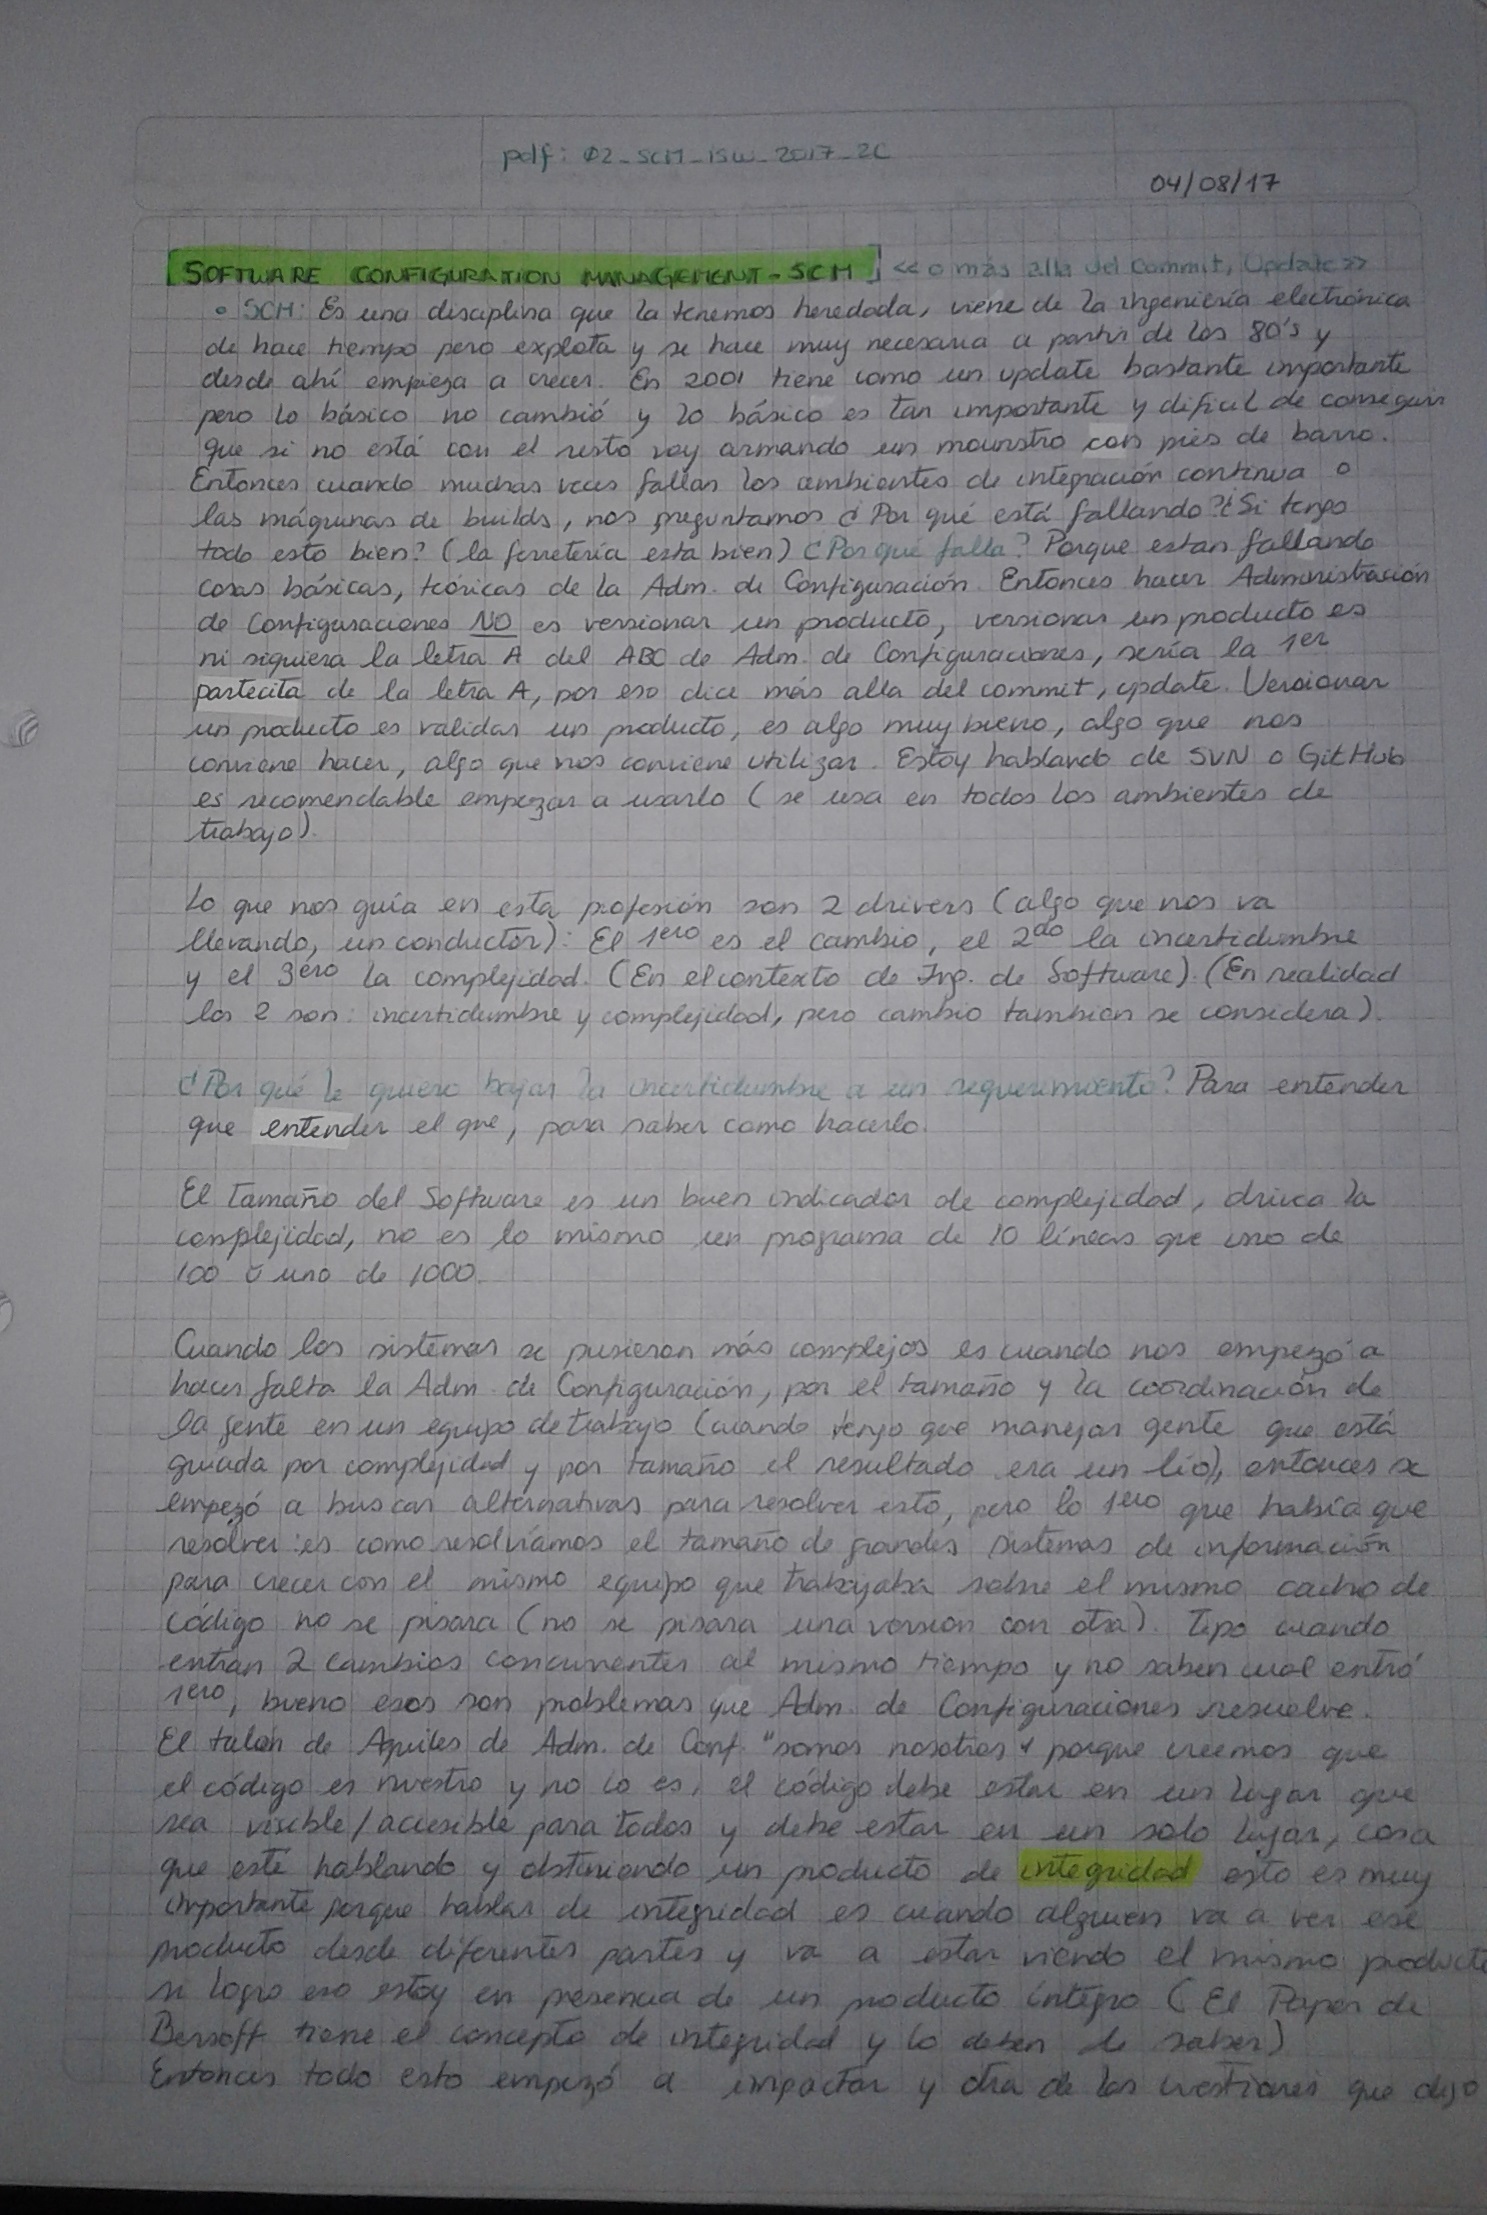 pdf: 02_SCM_ISW_2017_2C
04/08/17
SOFTWARE CONFIGURATION MANAGEMENT - SCM << o más alla del Commit, Update >>
• SCM: Es una disciplina que la tenemos heredada, viene de la ingeniería electrónica
de hace tiempo pero explota y se hace muy necesaria a partir de los 80's y
desde ahí empieza a crecer. En 2001 tiene como un update bastante importante
pero lo básico no cambió y lo básico es tan importante y dificil de conseguir
que si no está con el resto voy armando un mounstro con pies de barro.
Entonces cuando muchas veces fallan los ambientes de integración continua o
las máquinas de builds, nos preguntamos ¿Por qué está fallando? ¿Si tengo
todo esto bien? (la ferretería esta bien) ¿Por qué falla? Porque estan fallando
cosas básicas, teóricas de la Adm. de Configuración. Entonces hacer Administración
de Configuraciones NO es versionar un producto, versionar un producto es
ni siquiera la letra A del ABC de Adm. de Configuraciones, sería la 1er
partecita de la letra A, por eso dice más alla del commit, update. Versionar
un producto es validar un producto, es algo muy bueno, algo que nos
conviene hacer, algo que nos conviene utilizar. Estoy hablando de SVN o GitHub
es recomendable empezar a usarlo (se usa en todos los ambientes de
trabajo).
Lo que nos guía en esta profesión son 2 drivers (algo que nos va
llevando, un conductor): El 1ero es el cambio, el 2do la incertidumbre
y el 3ero la complejidad. (En el contexto de Ing. de Software). (En realidad
los 2 son: incertidumbre y complejidad, pero cambio tambien se considera).
¿Por qué le quiero bajar la incertidumbre a un requerimiento? Para entender
que entender el que, para saber como hacerlo.
El tamaño del Software es un buen indicador de complejidad, driva la
complejidad, no es lo mismo un programa de 10 líneas que uno de
100 ó uno de 1000.
Cuando los sistemas se pusieron más complejos es cuando nos empezó a
hacer falta la Adm. de Configuración, por el tamaño y la coordinación de
la gente en un equipo de trabajo (cuando tengo que manejar gente que está
guiada por complejidad y por tamaño el resultado era un lío), entonces se
empezó a buscar alternativas para resolver esto, pero lo 1ero que había que
resolver: es como resolvíamos el tamaño de grandes sistemas de información
para crecer con el mismo equipo que trabajaba sobre el mismo cacho de
código no se pisara (no se pisara una version con otra). Tipo cuando
entran 2 cambios concurrentes al mismo tiempo y no saben cual entró
1ero, bueno esos son problemas que Adm. de Configuraciones resuelve.
El talón de Aquiles de Adm. de Conf. "somos nosotros" porque creemos que
el código es nuestro y no lo es, el código debe estar en un lugar que
sea visible/accesible para todos y debe estar en un solo lugar, cosa
que esté hablando y obteniendo un producto de integridad esto es muy
importante porque hablar de integridad es cuando alguien va a ver ese
producto desde diferentes partes y va a estar viendo el mismo producto
si logro eso estoy en presencia de un producto íntegro (El Paper de
Bersoff tiene el concepto de integridad y lo deben de saber)
Entonces todo esto empezó a impactar y otra de las cuestiones que dejo